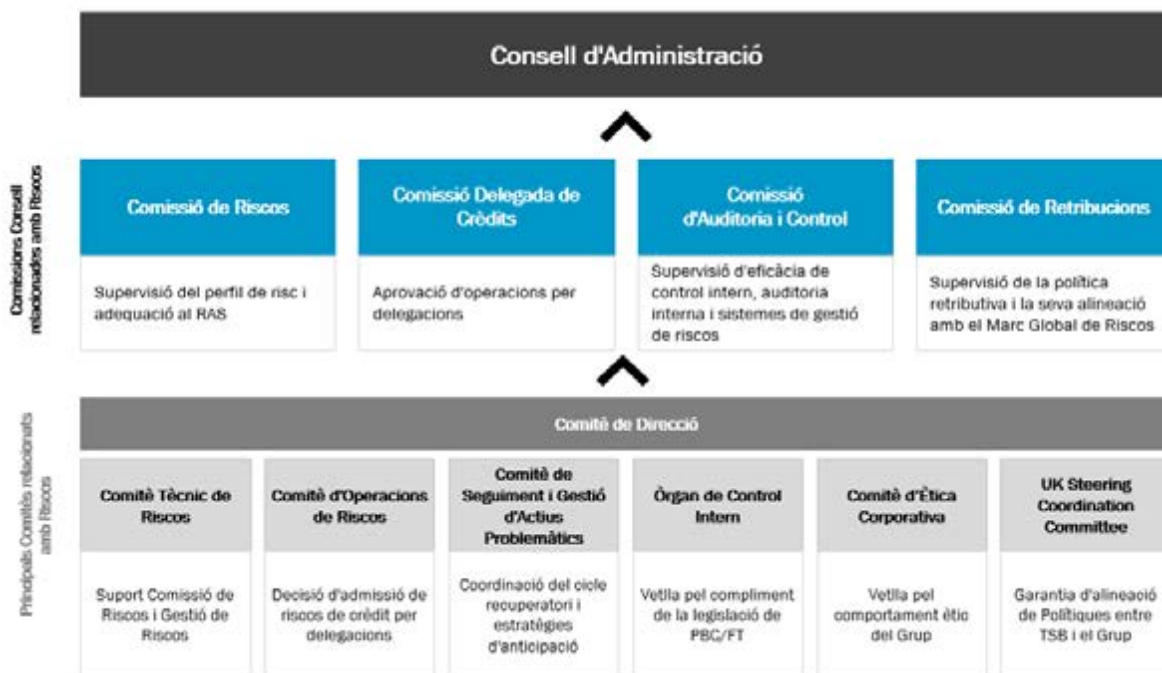 Consell d'Administració
Comissions Consell
relacionades amb Riscos
Comissió de Riscos
Supervisió del perfil de risc i
adequació al RAS
Comissió Delegada de
Crèdits
Aprovació d'operacions per
delegacions
Comissió
d'Auditoria i Control
Supervisió d'eficàcia de
control intern, auditoria
interna i sistemes de gestió
de riscos
Comissió de Retribucions
Supervisió de la política
retributiva i la seva alineació
amb el Marc Global de Riscos
Principals Comitès relacionats
amb Riscos
Comitè de Direcció
Comitè Tècnic de
Riscos
Suport Comissió de
Riscos i Gestió de
Riscos
Comitè d'Operacions
de Riscos
Decisió d'admissió de
riscos de crèdit per
delegacions
Comitè de
Seguiment i Gestió
d'Actius
Problemàtics
Coordinació del cicle
recuperatori i
estratègies
d'anticipació
Òrgan de Control
Intern
Vetlla pel compliment
de la legislació de
PBC/FT
Comitè d'Ètica
Corporativa
Vetlla pel
comportament ètic
del Grup
UK Steering
Coordination
Committee
Garantia d'alineació
de Polítiques entre
TSB i el Grup